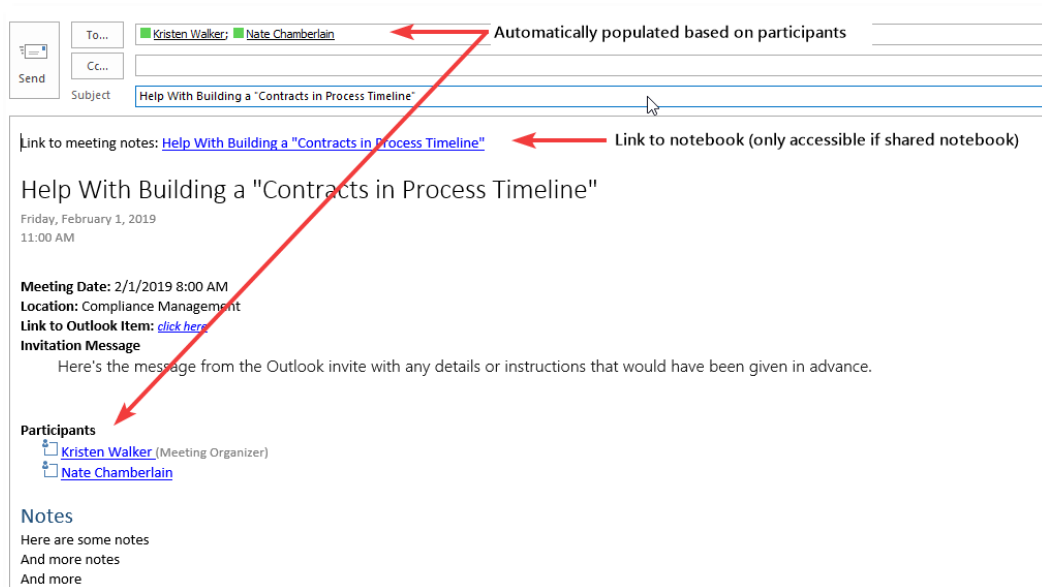 To...
Kristen Walker; Nate Chamberlain
Automatically populated based on participants
Send
Cc...
Subject
Help With Building a "Contracts in Process Timeline"
Link to meeting notes: Help With Building a "Contracts in Process Timeline"
Link to notebook (only accessible if shared notebook)
Help With Building a "Contracts in Process Timeline"
Friday, February 1, 2019
11:00 AM
Meeting Date: 2/1/2019 8:00 AM
Location: Compliance Management
Link to Outlook Item: click here
Invitation Message
Here's the message from the Outlook invite with any details or instructions that would have been given in advance.
Participants
Kristen Walker (Meeting Organizer)
Nate Chamberlain
Notes
Here are some notes
And more notes
And more